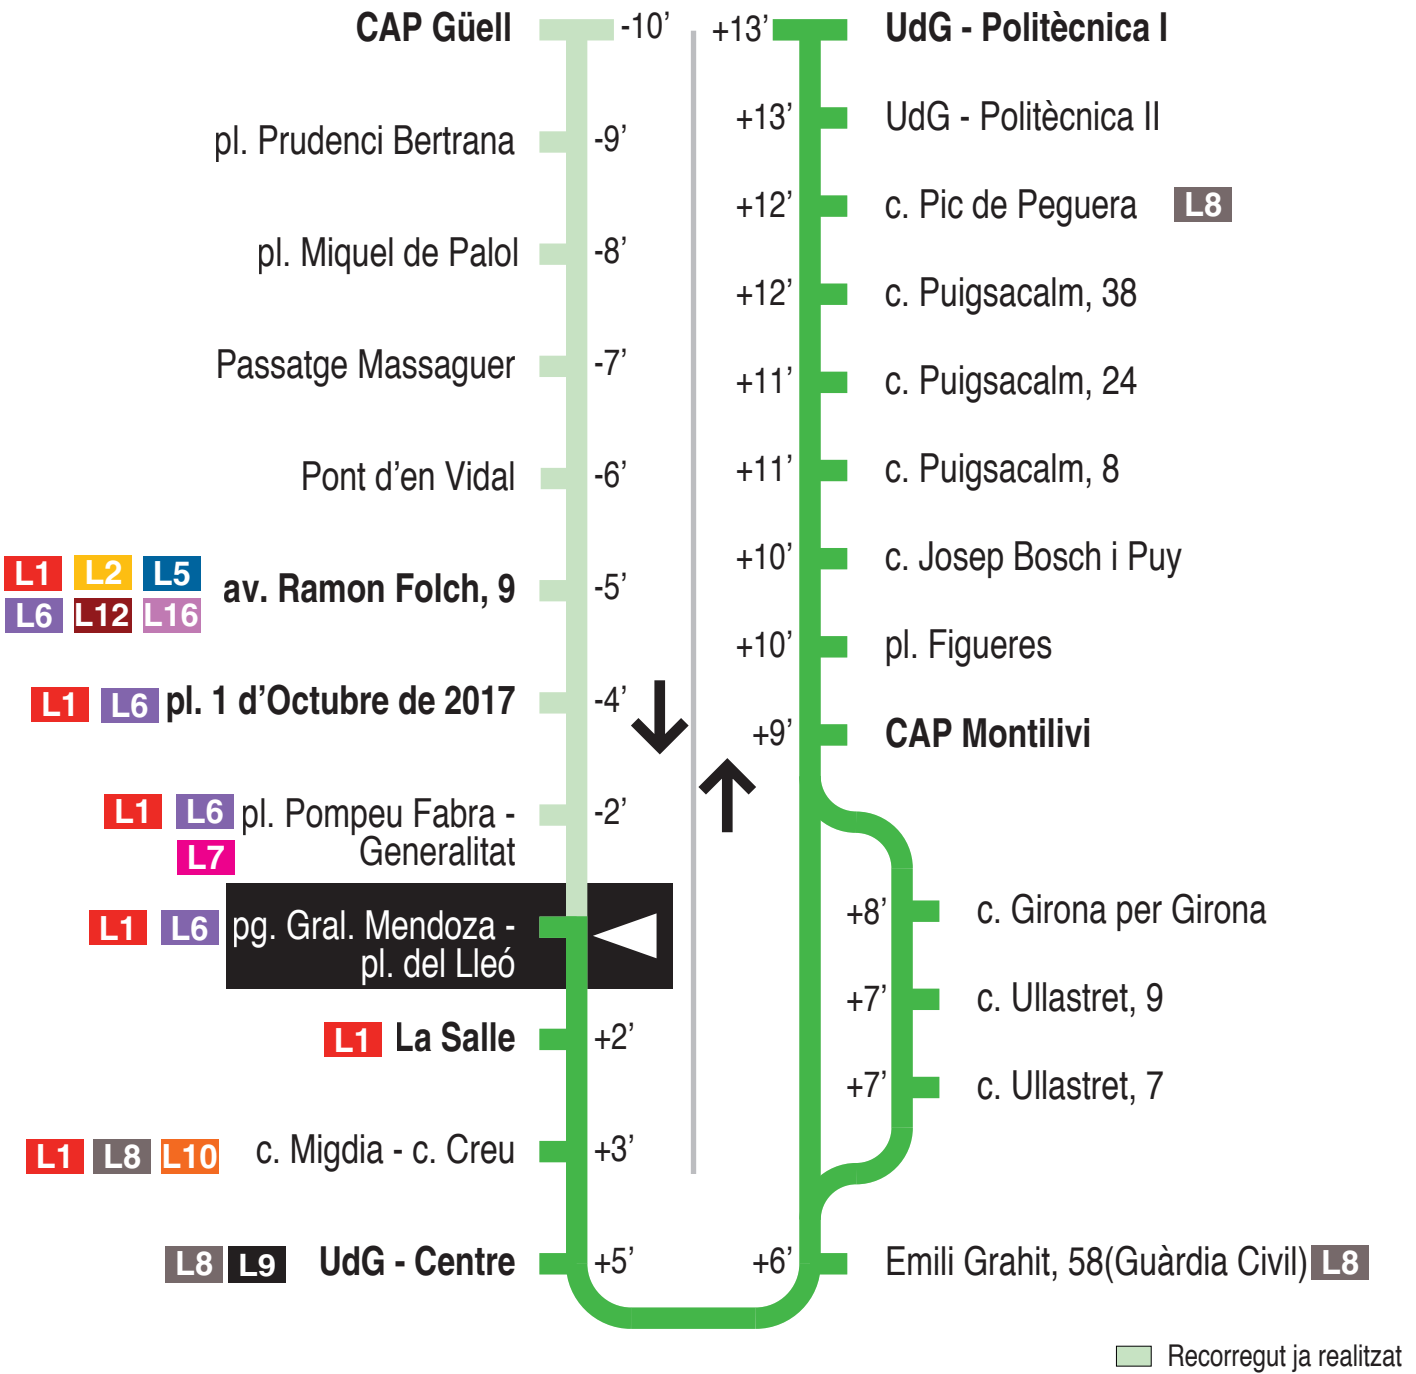 CAP Güell -10’
pl. Prudenci Bertrana -9’
pl. Miquel de Palol -8’
Passatge Massaguer -7’
Pont d’en Vidal -6’
L1 L2 L5
L6 L12 L16
av. Ramon Folch, 9 -5’
L1 L6 pl. 1 d’Octubre de 2017 -4’
L1 L6 pl. Pompeu Fabra - -2’
L7 Generalitat
L1 L6 pg. Gral. Mendoza -
pl. del Lleó
L1 La Salle +2’
L1 L8 L10 c. Migdia - c. Creu +3’
L8 L9 UdG - Centre +5’
+13’ UdG - Politècnica I
+13’ UdG - Politècnica II
+12’ c. Pic de Peguera L8
+12’ c. Puigsacalm, 38
+11’ c. Puigsacalm, 24
+11’ c. Puigsacalm, 8
+10’ c. Josep Bosch i Puy
+10’ pl. Figueres
+9’ CAP Montilivi
+8’ c. Girona per Girona
+7’ c. Ullastret, 9
+7’ c. Ullastret, 7
+6’ Emili Grahit, 58(Guàrdia Civil) L8
Recorregut ja realitzat